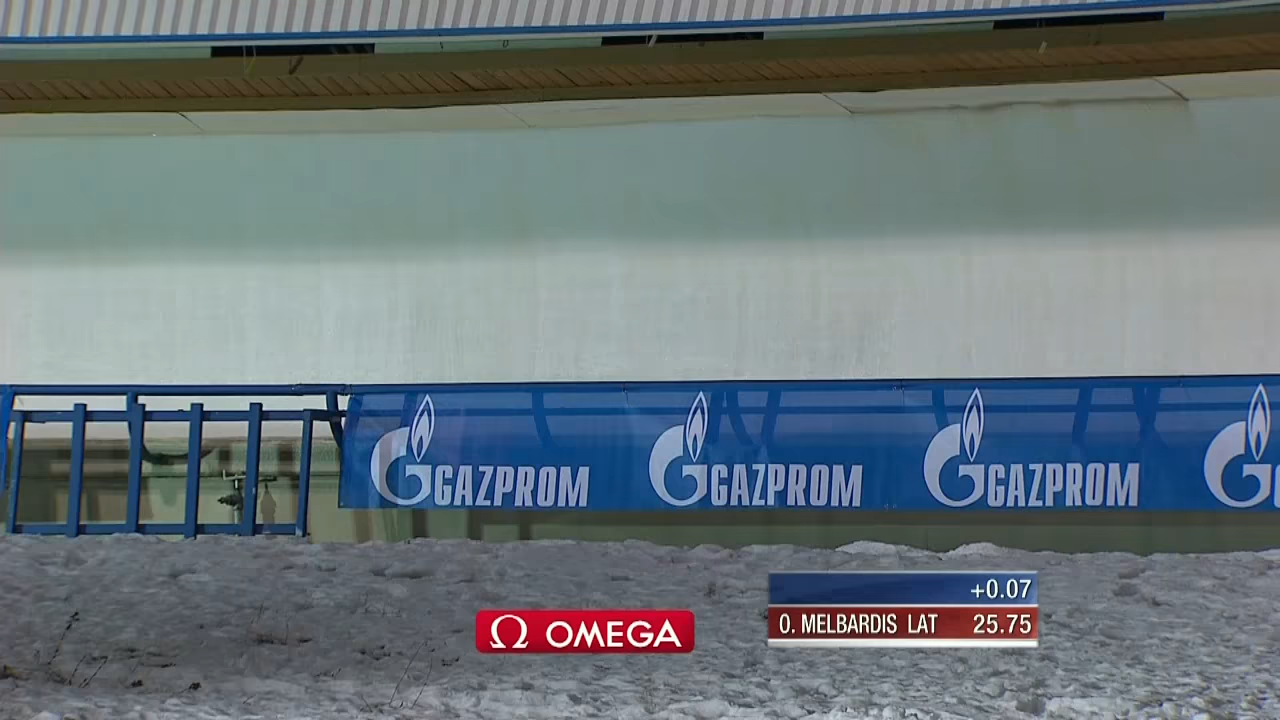 GAZPROM GAZPROM GAZPROM G
+0.07
Ω OMEGA O. MELBARDIS LAT 25.75